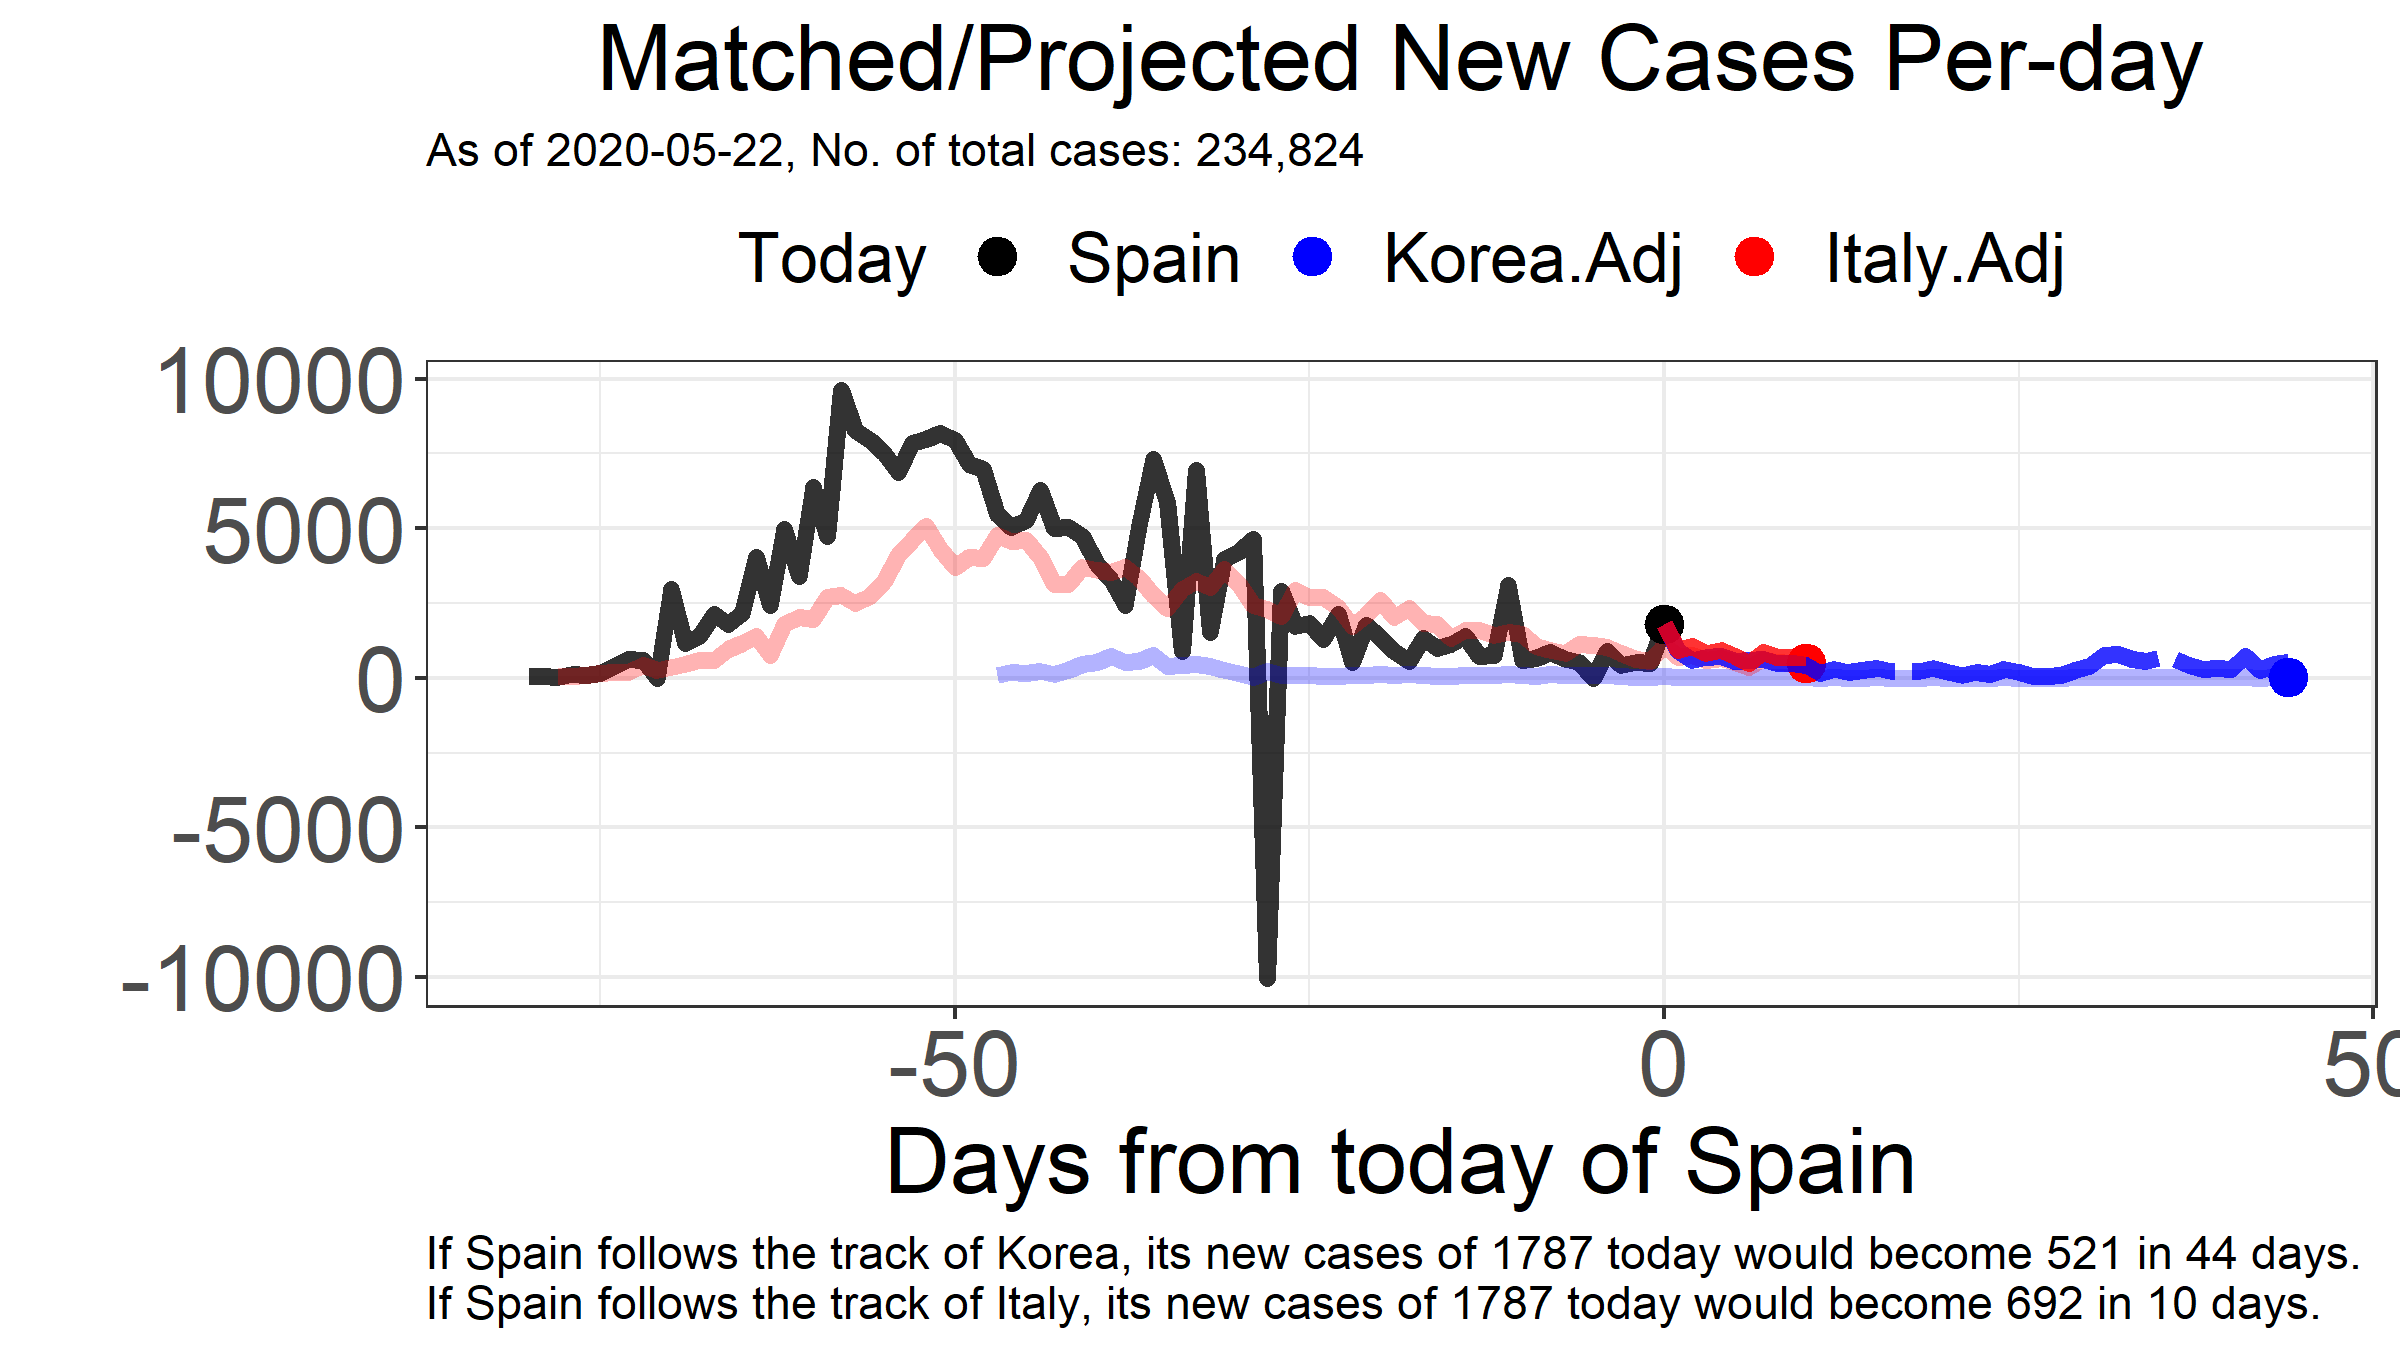 Matched/Projected New Cases Per-day
As of 2020-05-22, No. of total cases: 234,824
Today Spain Korea.Adj Italy.Adj
10000
5000
0
-5000
-10000
-50 0 50
Days from today of Spain
If Spain follows the track of Korea, its new cases of 1787 today would become 521 in 44 days.
If Spain follows the track of Italy, its new cases of 1787 today would become 692 in 10 days.